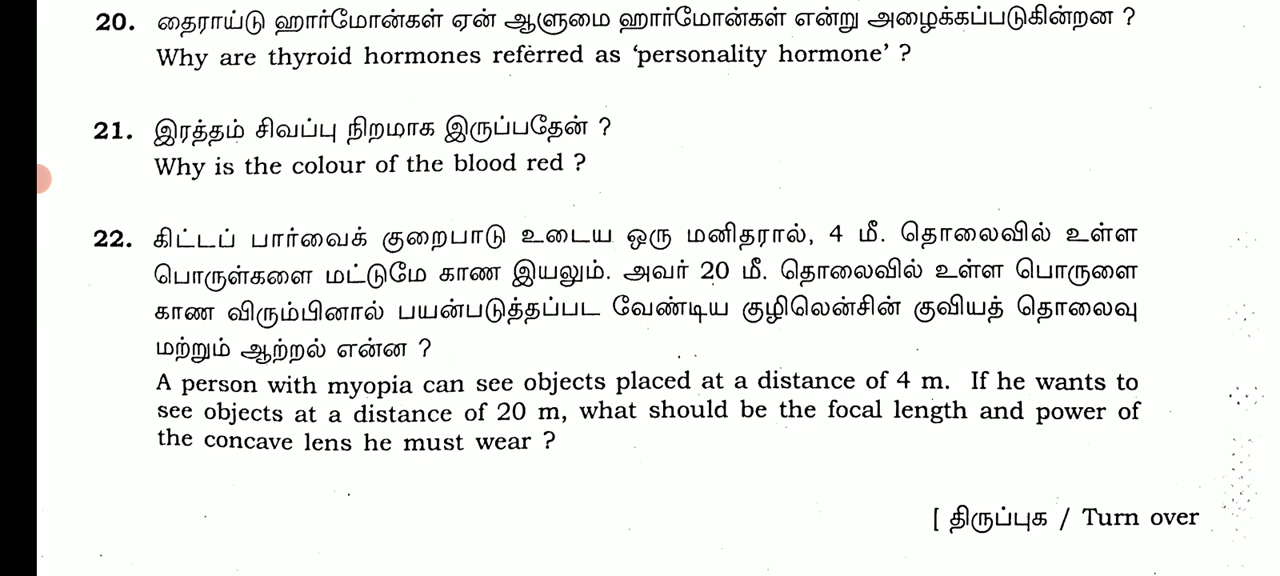 20. தைராய்டு ஹார்மோன்கள் ஏன் ஆளுமை ஹார்மோன்கள் என்று அழைக்கப்படுகின்றன ?
Why are thyroid hormones referred as ‘personality hormone’ ?
21. இரத்தம் சிவப்பு நிறமாக இருப்பதேன் ?
Why is the colour of the blood red ?
22. கிட்டப் பார்வைக் குறைபாடு உடைய ஒரு மனிதரால், 4 மீ. தொலைவில் உள்ள
பொருள்களை மட்டுமே காண இயலும். அவர் 20 மீ. தொலைவில் உள்ள பொருளை
காண விரும்பினால் பயன்படுத்தப்பட வேண்டிய குழிலென்சின் குவியத் தொலைவு
மற்றும் ஆற்றல் என்ன ?
A person with myopia can see objects placed at a distance of 4 m. If he wants to
see objects at a distance of 20 m, what should be the focal length and power of
the concave lens he must wear ?
[ திருப்புக / Turn over